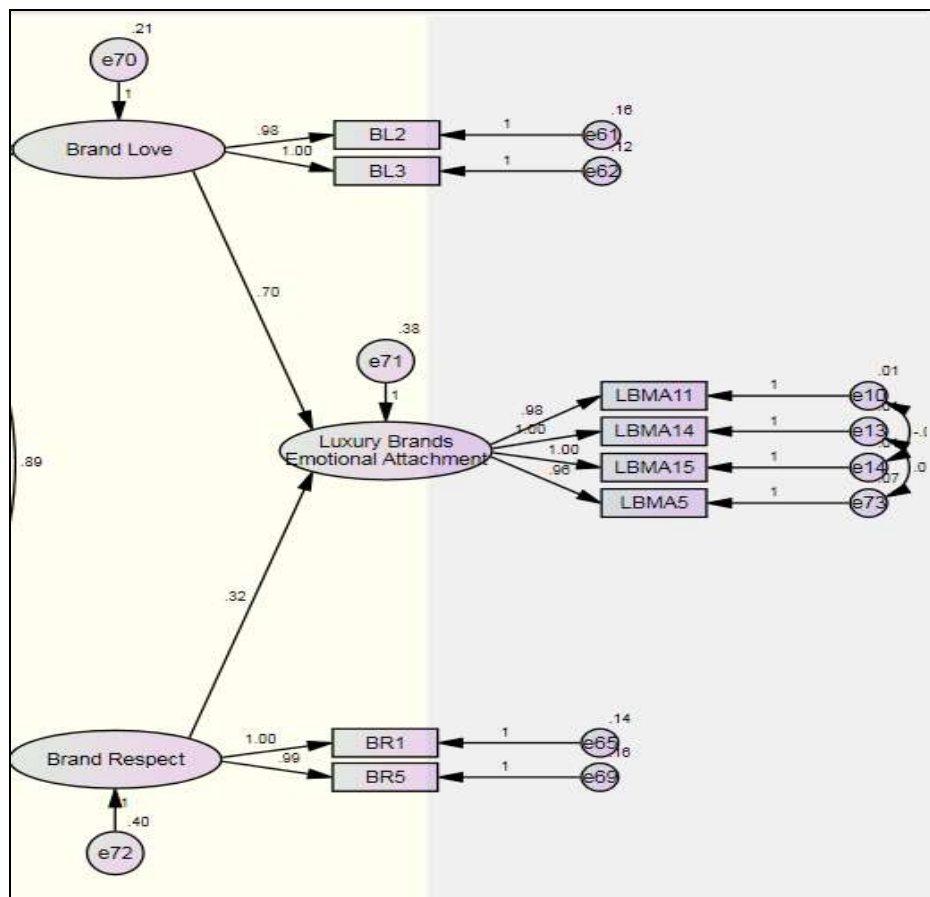 .21
e70
1
Brand Love
.98
BL2
1
.16
e61
1.00
BL3
1
.12
e62
.70
.38
e71
1
.89
Luxury Brands
Emotional Attachment
.98
LBMA11
1
.01
e10
1.00
LBMA14
1
e13
1.00
LBMA15
1
e14
.96
LBMA5
1
.07
e73
.32
1.00
BR1
1
.14
e65
Brand Respect
.99
BR5
1
.16
e69
1
.40
e72